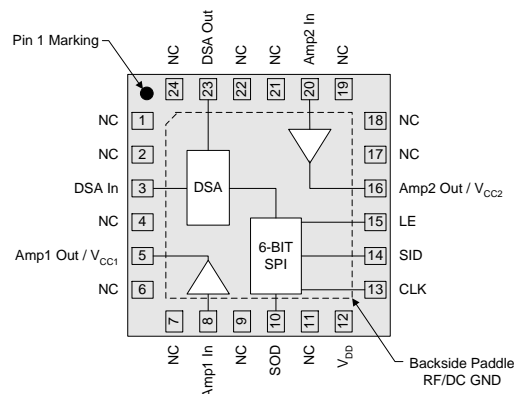 Pin 1 Marking
NC
DSA Out
NC
NC
Amp2 In
NC
24
23
22
21
20
19
NC
1
18
NC
NC
2
17
NC
DSA In
3
DSA
16
Amp2 Out / VCC2
NC
4
15
LE
6-BIT
SPI
Amp1 Out / VCC1
5
14
SID
NC
6
13
CLK
7
8
9
10
11
12
NC
Amp1 In
NC
SOD
NC
VDD
Backside Paddle
RF/DC GND